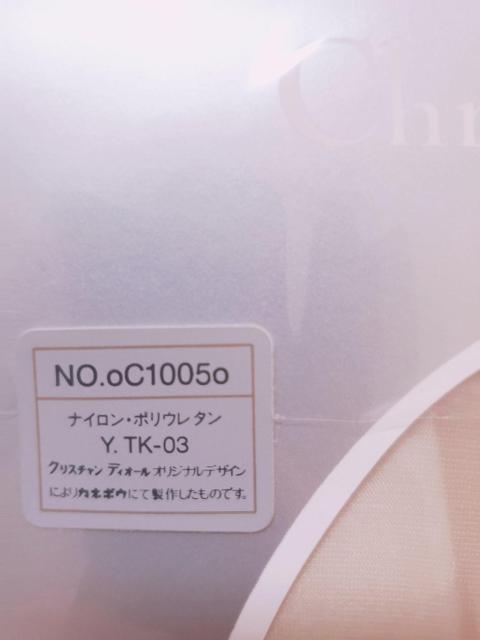 Chr
NO.oC1005o
ナイロン・ポリウレタン
Y. TK-03
クリスチャン ディオール オリジナルデザイン
によりカネボウにて製作したものです。